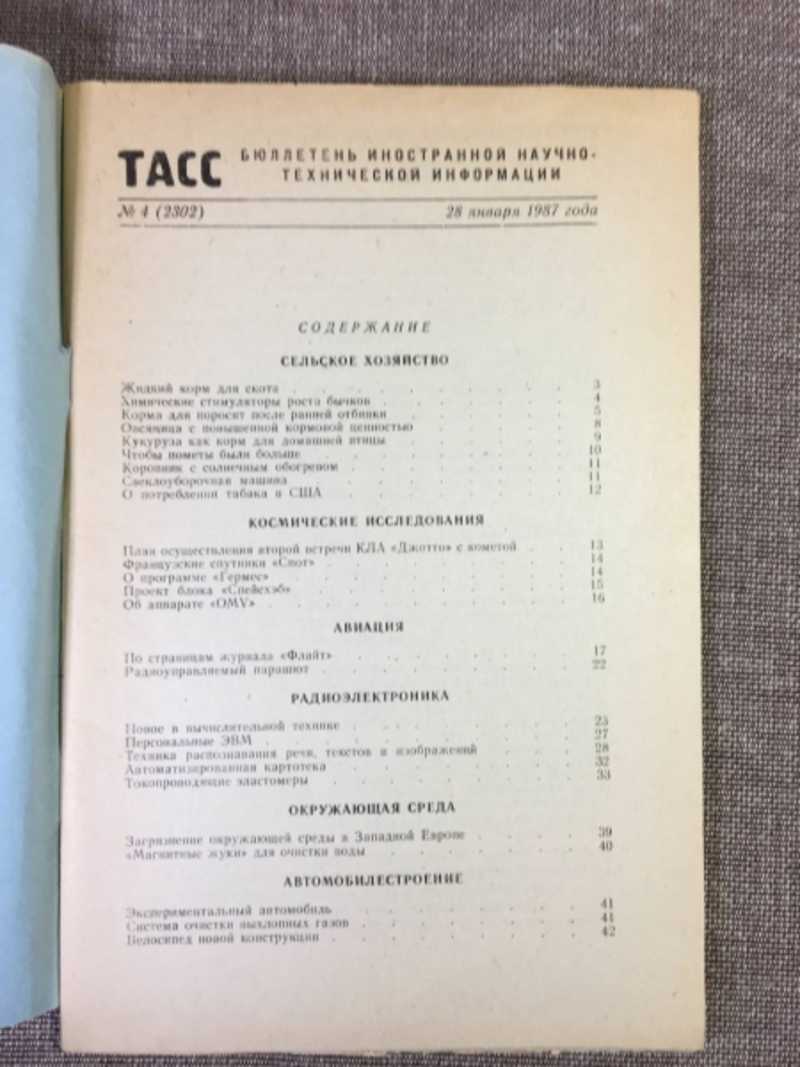 ТАСС
БЮЛЛЕТЕНЬ ИНОСТРАННОЙ НАУЧНО-
ТЕХНИЧЕСКОЙ ИНФОРМАЦИИ
№ 4 (2302) 28 января 1987 года
СОДЕРЖАНИЕ
СЕЛЬСКОЕ ХОЗЯЙСТВО
Жидкий корм для скота . . . 3
Химические стимуляторы роста бычков . . . 4
Корма для поросят после ранней отбивки . . . 5
Овсяница с повышенной кормовой ценностью . . . 8
Кукуруза как корм для домашней птицы . . . 9
Чтобы пометы были больше . . . 10
Коровник с солнечным обогревом . . . 11
Свеклоуборочная машина . . . 11
О потреблении табака в США . . . 12
КОСМИЧЕСКИЕ ИССЛЕДОВАНИЯ
План осуществления второй встречи КЛА «Джотто» с кометой . . . 13
Французские спутники «Спот» . . . 14
О программе «Гермес» . . . 14
Проект блока «Спейсхэб» . . . 15
Об аппарате «OMV» . . . 16
АВИАЦИЯ
По страницам журнала «Флайт» . . . 17
Радиоуправляемый парашют . . . 22
РАДИОЭЛЕКТРОНИКА
Новое в вычислительной технике . . . 23
Персональные ЭВМ . . . 27
Техника распознавания речи, текстов и изображений . . . 28
Автоматизированная картотека . . . 32
Токопроводящие эластомеры . . . 33
ОКРУЖАЮЩАЯ СРЕДА
Загрязнение окружающей среды в Западной Европе . . . 39
«Магнитные жуки» для очистки воды . . . 40
АВТОМОБИЛЕСТРОЕНИЕ
Экспериментальный автомобиль . . . 41
Система очистки выхлопных газов . . . 41
Велосипед новой конструкции . . . 42